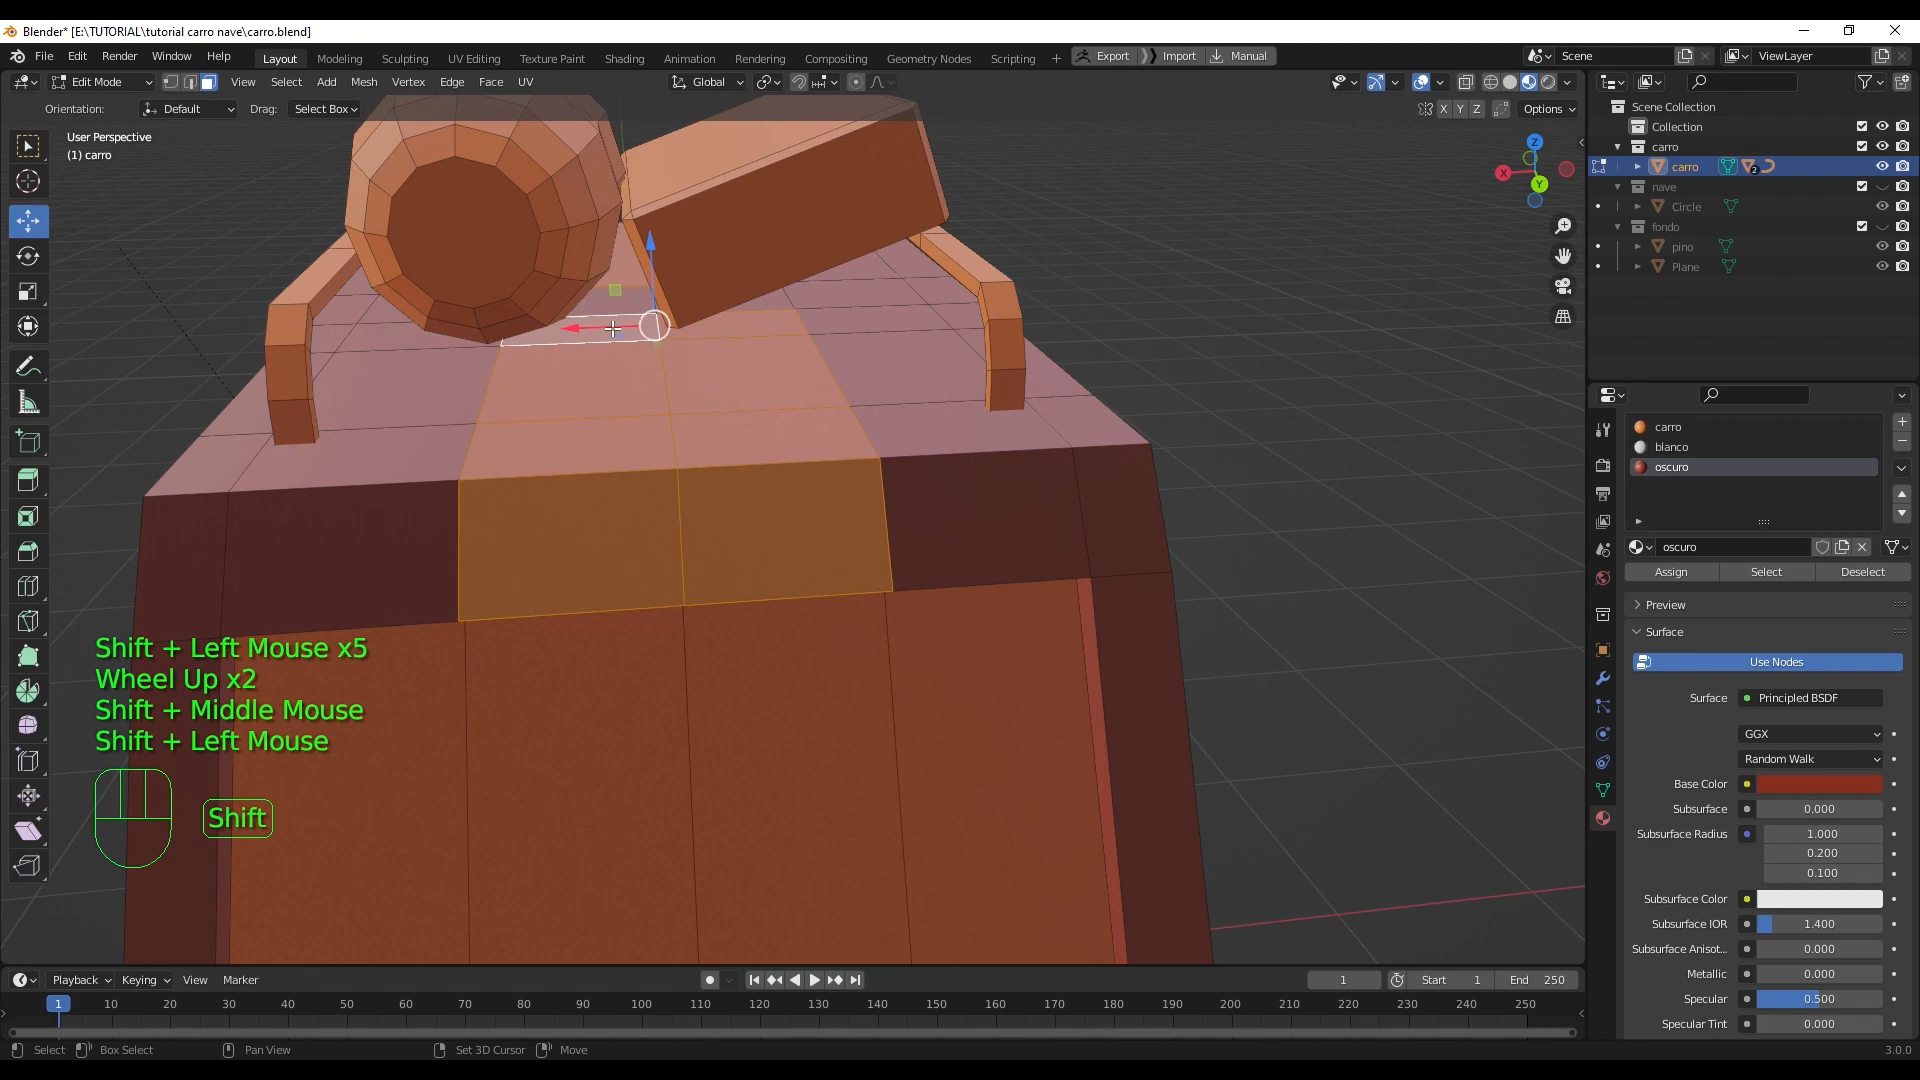 Blender* [E:\TUTORIAL\tutorial carro nave\carro.blend]
File Edit Render Window Help Layout Modeling Sculpting UV Editing Texture Paint Shading Animation Rendering Compositing Geometry Nodes Scripting + Export Import Manual Scene ViewLayer
Edit Mode View Select Add Mesh Vertex Edge Face UV Global
Orientation: Default Drag: Select Box X Y Z Options
User Perspective
(1) carro
Z
X
Y
Scene Collection
Collection
carro
carro 2
nave
Circle
fondo
pino
Plane
carro
blanco
oscuro
oscuro
Assign Select Deselect
Preview
Surface
Use Nodes
Surface Principled BSDF
GGX
Random Walk
Base Color
Subsurface 0.000
Subsurface Radius 1.000
0.200
0.100
Subsurface Color
Subsurface IOR 1.400
Subsurface Anisot... 0.000
Metallic 0.000
Specular 0.500
Specular Tint 0.000
Shift + Left Mouse x5
Wheel Up x2
Shift + Middle Mouse
Shift + Left Mouse
Shift
Playback Keying View Marker 1 Start 1 End 250
1 10 20 30 40 50 60 70 80 90 100 110 120 130 140 150 160 170 180 190 200 210 220 230 240 250
Select Box Select Pan View Set 3D Cursor Move 3.0.0